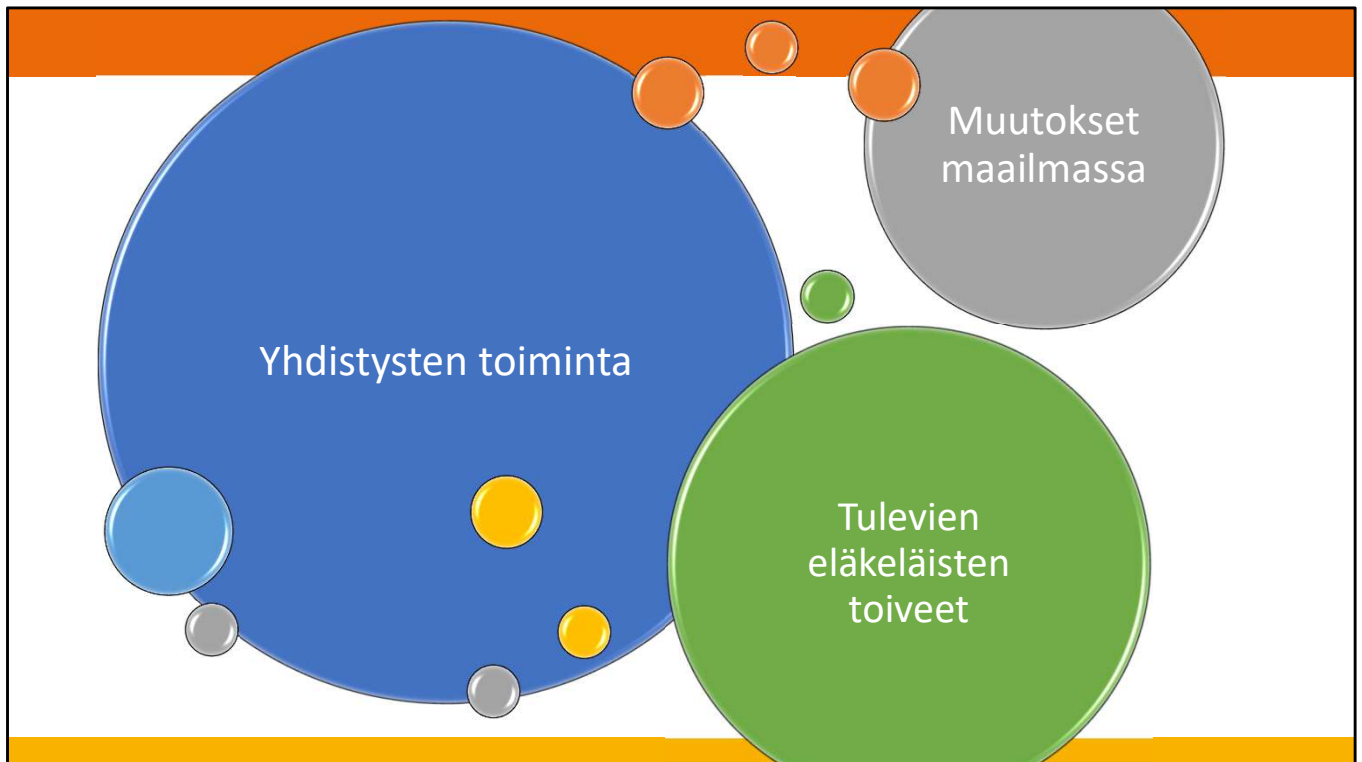 Muutokset
maailmassa
Yhdistysten toiminta
Tulevien
eläkeläisten
toiveet